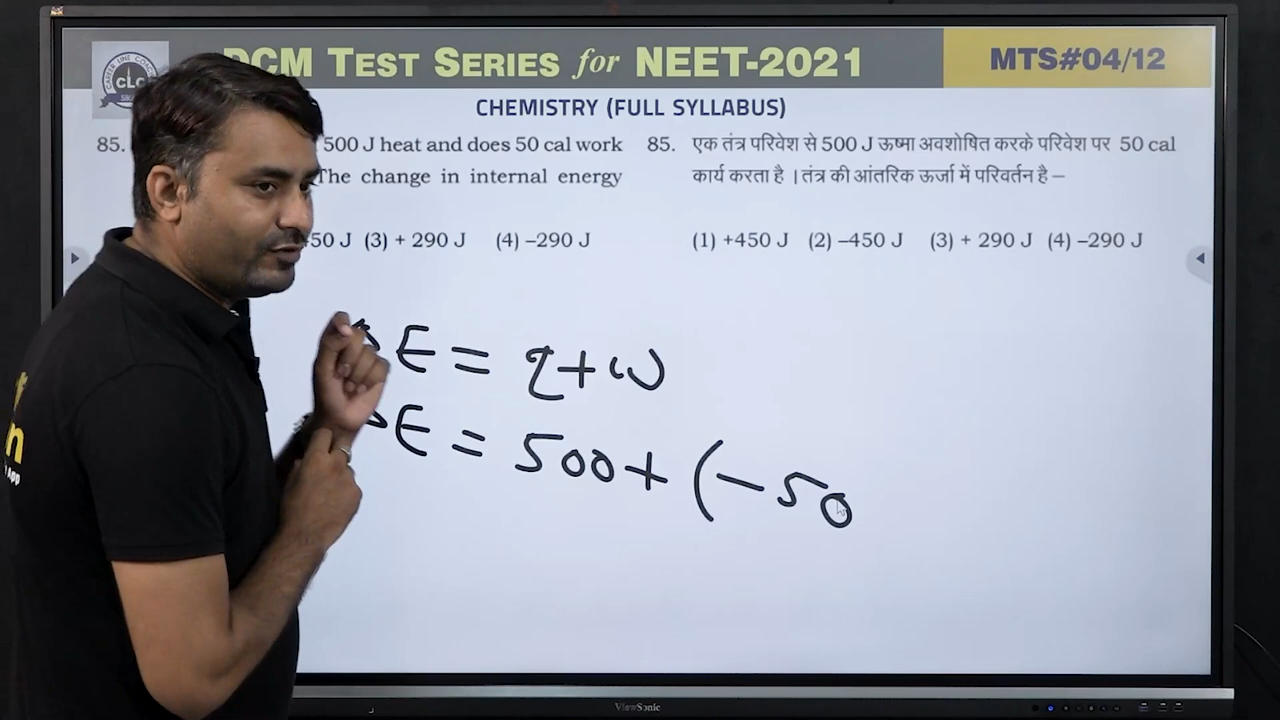 DCM TEST SERIES for NEET-2021
MTS#04/12
CLC
CHEMISTRY (FULL SYLLABUS)
85.
500 J heat and does 50 cal work
The change in internal energy
50 J (3) + 290 J (4) –290 J
85. एक तंत्र परिवेश से 500 J ऊष्मा अवशोषित करके परिवेश पर 50 cal
कार्य करता है । तंत्र की आंतरिक ऊर्जा में परिवर्तन है –
(1) +450 J (2) –450 J (3) + 290 J (4) –290 J
E = q+w
E = 500+ (-50
ViewSonic